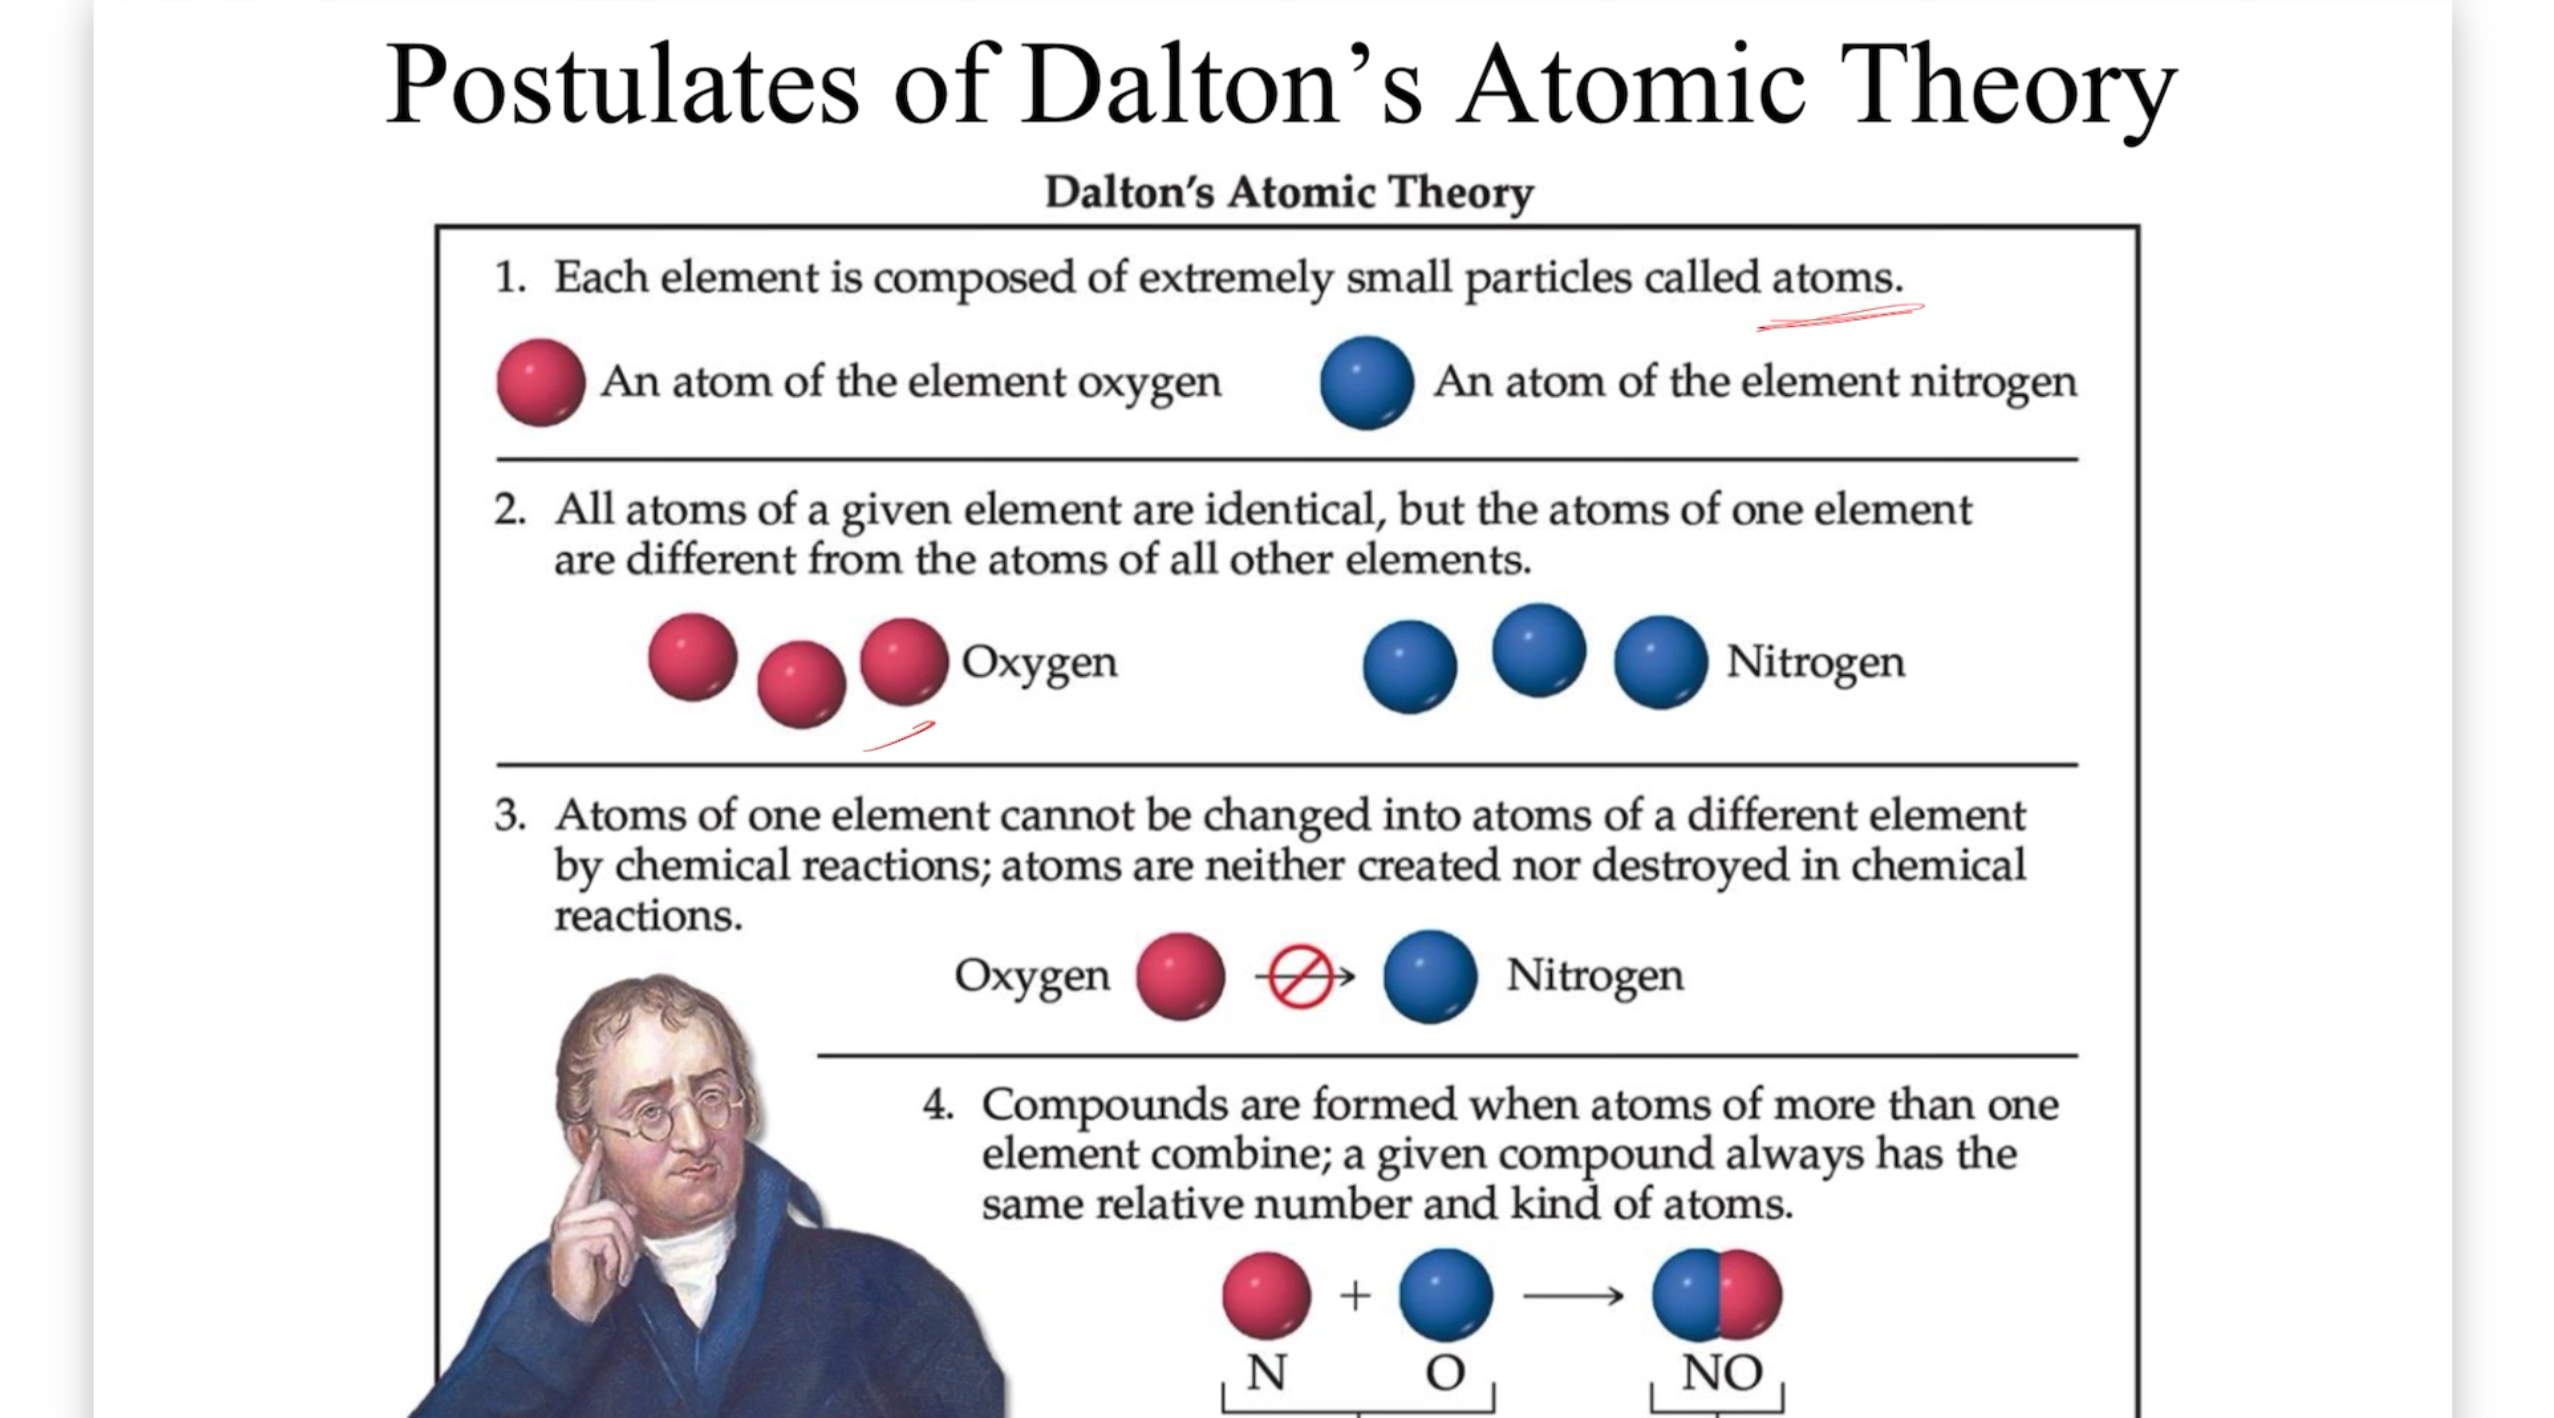 Postulates of Dalton’s Atomic Theory
Dalton’s Atomic Theory
1. Each element is composed of extremely small particles called atoms.
An atom of the element oxygen
An atom of the element nitrogen
2. All atoms of a given element are identical, but the atoms of one element
are different from the atoms of all other elements.
Oxygen
Nitrogen
3. Atoms of one element cannot be changed into atoms of a different element
by chemical reactions; atoms are neither created nor destroyed in chemical
reactions.
Oxygen
Nitrogen
4. Compounds are formed when atoms of more than one
element combine; a given compound always has the
same relative number and kind of atoms.
+
N O NO